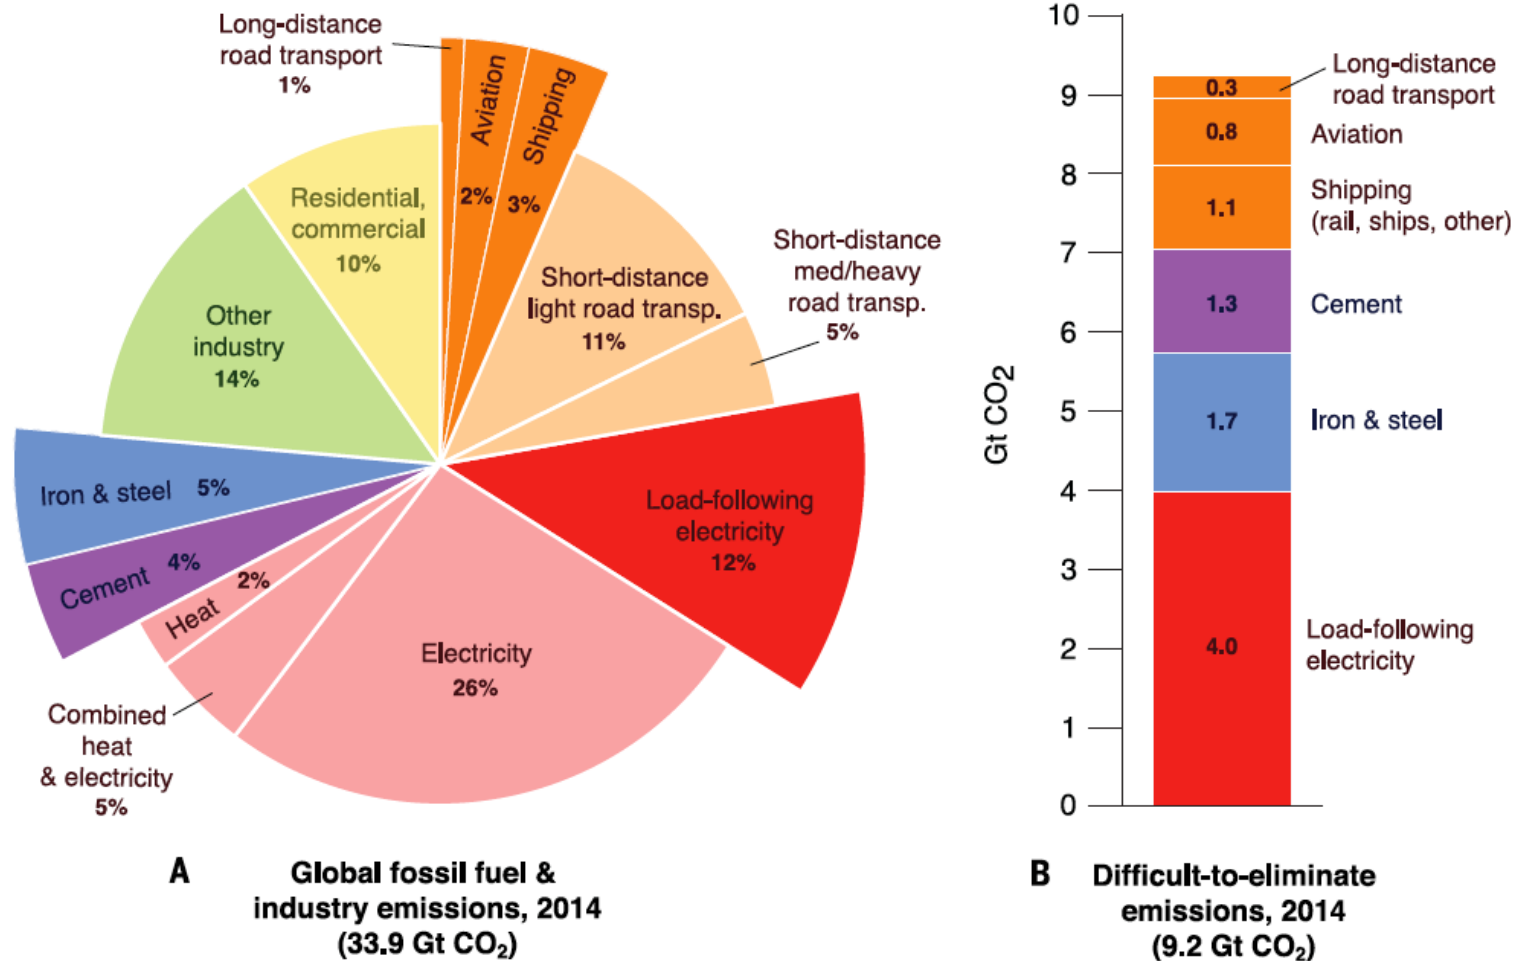 Long-distance
road transport
1%
Aviation
2%
Shipping
3%
Short-distance
light road transp.
11%
Short-distance
med/heavy
road transp.
5%
Load-following
electricity
12%
Electricity
26%
Combined
heat
& electricity
5%
Heat 2%
Cement 4%
Iron & steel 5%
Other
industry
14%
Residential,
commercial
10%
A Global fossil fuel &
industry emissions, 2014
(33.9 Gt CO₂)
Gt CO2
10
9
8
7
6
5
4
3
2
1
0
0.3
Long-distance
road transport
0.8
Aviation
1.1
Shipping
(rail, ships, other)
1.3
Cement
1.7
Iron & steel
4.0
Load-following
electricity
B Difficult-to-eliminate
emissions, 2014
(9.2 Gt CO₂)